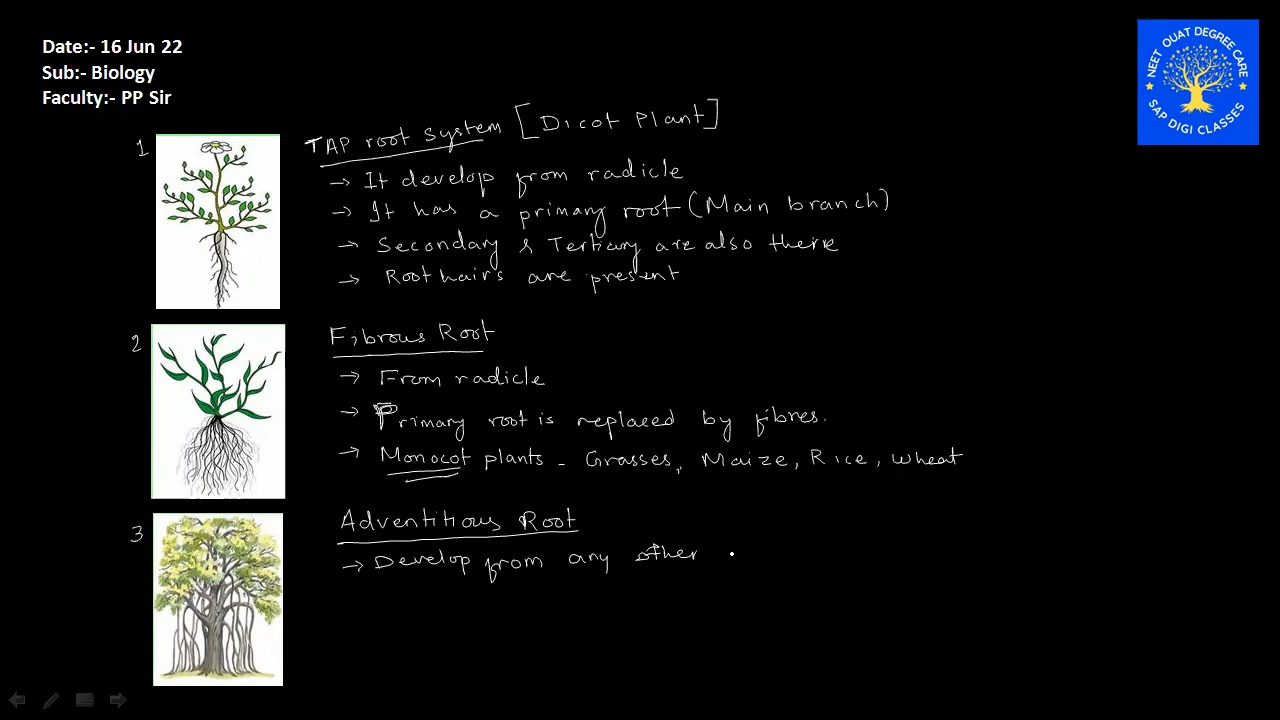 Date:- 16 Jun 22
Sub:- Biology
Faculty:- PP Sir
NEET OUAT DEGREE CARE
SAP DIGI CLASSES
1
TAP root system [Dicot Plant]
→ It develop from radicle
→ It has a primary root (Main branch)
→ Secondary & Tertiary are also there
→ Root hairs are present
2
Fibrous Root
→ From radicle
→ Primary root is replaced by fibres.
→ Monocot plants - Grasses, Maize, Rice, Wheat
3
Adventitious Root
→ Develop from any other